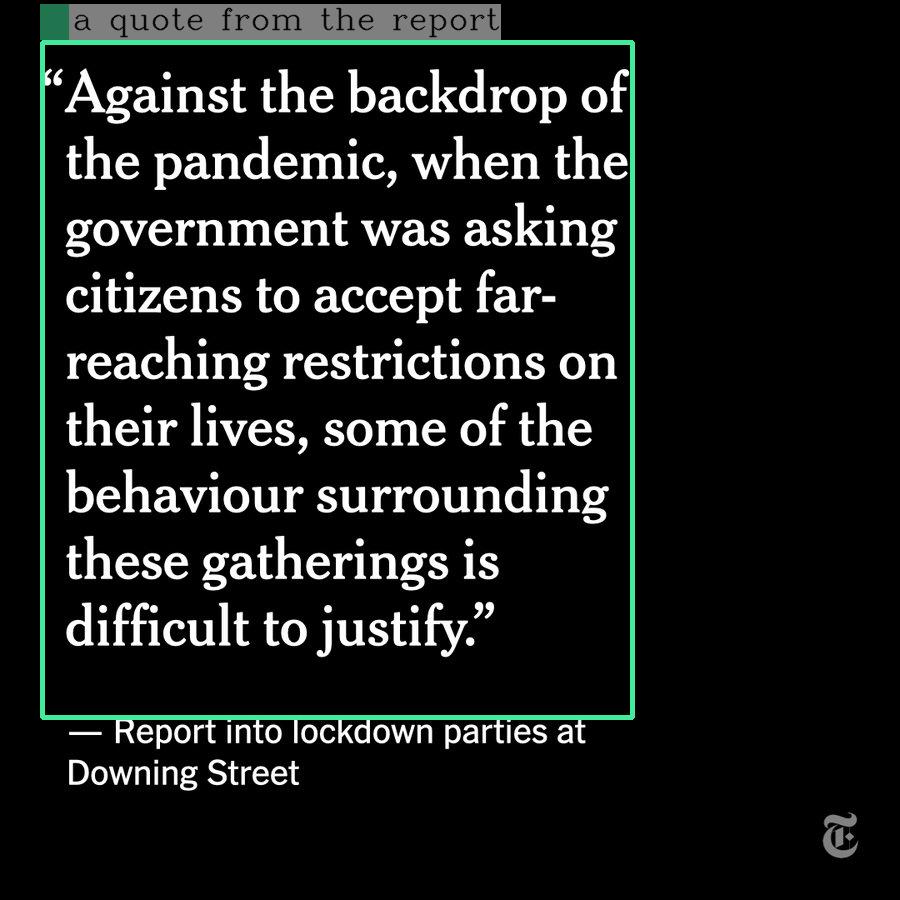 a quote from the report
“Against the backdrop of
the pandemic, when the
government was asking
citizens to accept far-
reaching restrictions on
their lives, some of the
behaviour surrounding
these gatherings is
difficult to justify.”
— Report into lockdown parties at
Downing Street
T